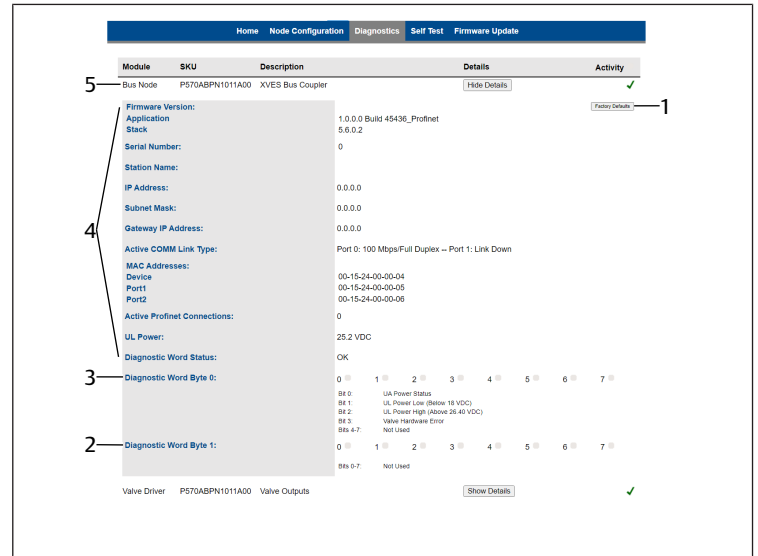 Home Node Configuration Diagnostics Self Test Firmware Update
Module SKU Description Details Activity
5 Bus Node P570ABPN1011A00 XVES Bus Coupler Hide Details
Firmware Version: Factory Defaults 1
Application 1.0.0.0 Build 45436_Profinet
Stack 5.6.0.2
Serial Number: 0
Station Name:
IP Address: 0.0.0.0
Subnet Mask: 0.0.0.0
4 Gateway IP Address: 0.0.0.0
Active COMM Link Type: Port 0: 100 Mbps/Full Duplex -- Port 1: Link Down
MAC Addresses:
Device 00-15-24-00-00-04
Port1 00-15-24-00-00-05
Port2 00-15-24-00-00-06
Active Profinet Connections: 0
UL Power: 25.2 VDC
Diagnostic Word Status: OK
3 Diagnostic Word Byte 0: 0 1 2 3 4 5 6 7
Bit 0: UA Power Status
Bit 1: UL Power Low (Below 18 VDC)
Bit 2: UL Power High (Above 26.40 VDC)
Bit 3: Valve Hardware Error
Bits 4-7: Not Used
2 Diagnostic Word Byte 1: 0 1 2 3 4 5 6 7
Bits 0-7: Not Used
Valve Driver P570ABPN1011A00 Valve Outputs Show Details